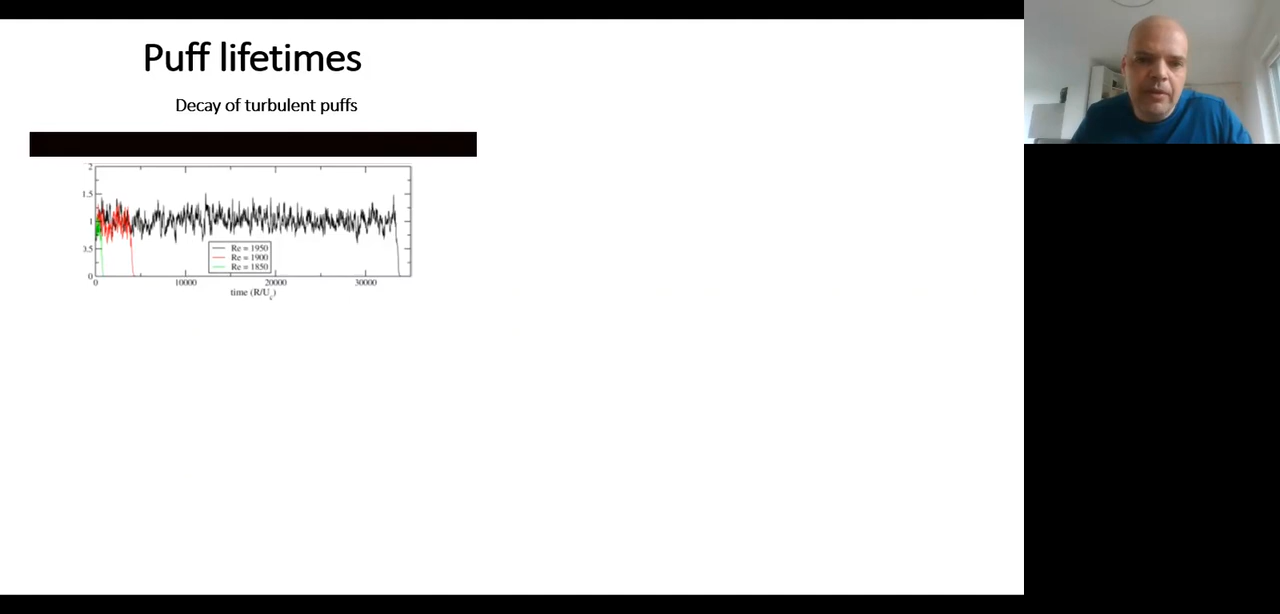 Puff lifetimes
Decay of turbulent puffs
2
1.5
1
0.5
0
Re = 1950
Re = 1900
Re = 1850
0 10000 20000 30000
time (R/Uc)